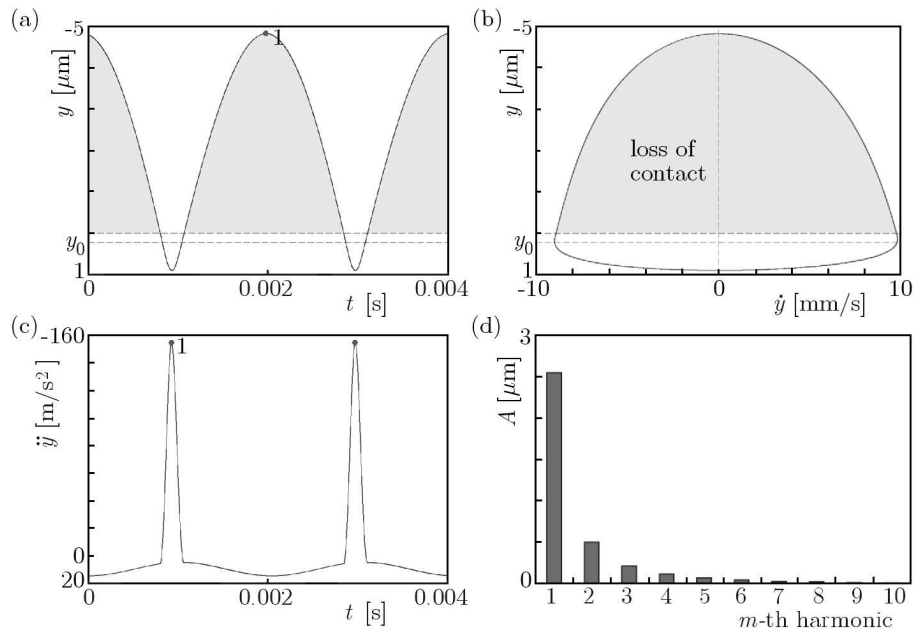 (a)
-5
y [μm]
1
y₀
1
0
0.002
0.004
t [s]
(b)
-5
y [μm]
loss of
contact
y₀
1
-10
0
10
ẏ [mm/s]
(c)
-160
ÿ [m/s²]
1
0
20
0
0.002
0.004
t [s]
(d)
3
A [μm]
0
1 2 3 4 5 6 7 8 9 10
m-th harmonic